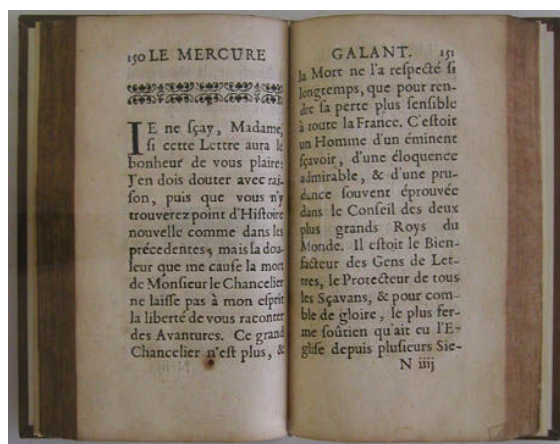 150 LE MERCURE
JE ne sçay, Madame,
si cette Lettre aura le
bonheur de vous plaire:
J'en dois douter avec rai-
son, puis que vous n'y
trouverez point d'Histoire
nouvelle comme dans les
précedentes, mais la dou-
leur que me cause la mort
de Monsieur le Chancelier
ne laisse pas à mon esprit
la liberté de vous raconter
des Avantures. Ce grand
Chancelier n'est plus, &
GALANT. 151
la Mort ne l'a respecté si
longtemps, que pour ren-
dre sa perte plus sensible
à toute la France. C'estoit
un Homme d'un éminent
sçavoir, d'une éloquence
admirable, & d'une pru-
dence souvent éprouvée
dans le Conseil des deux
plus grands Roys du
Monde. Il estoit le Bien-
facteur des Gens de Let-
tres, le Protecteur de tous
les Sçavans, & pour com-
ble de gloire, le plus fer-
me soûtien qu'ait eu l'E-
glise depuis plusieurs Sie-
N iiij